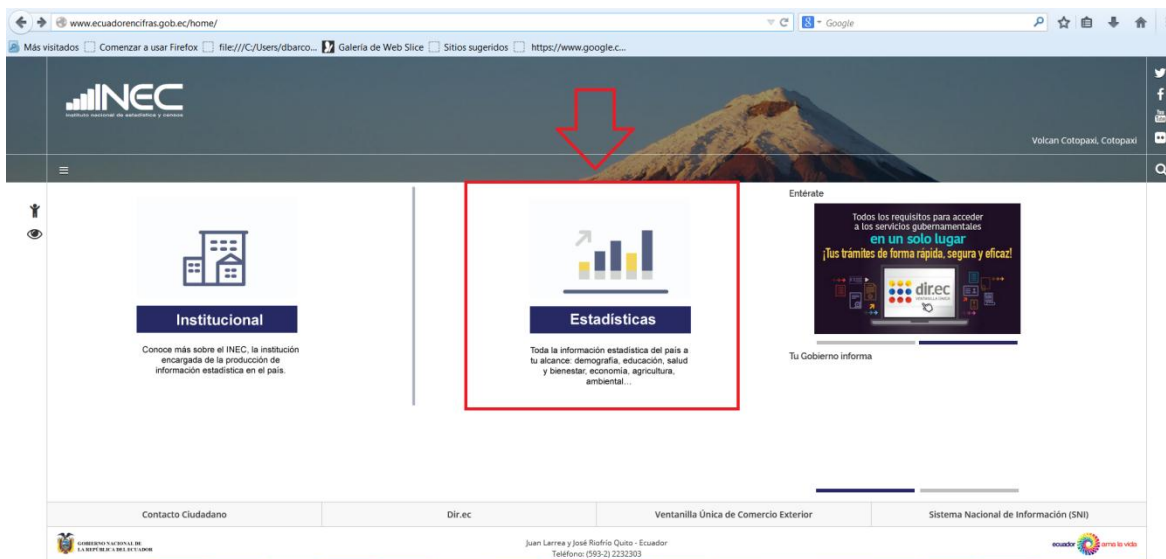 www.ecuadorencifras.gob.ec/home/
Google
Más visitados
Comenzar a usar Firefox
file:///C:/Users/dbarco...
Galería de Web Slice
Sitios sugeridos
https://www.google.c...
INEC
instituto nacional de estadística y censos
Volcan Cotopaxi, Cotopaxi
Institucional
Conoce más sobre el INEC, la institución
encargada de la producción de
información estadística en el país.
Estadísticas
Toda la información estadística del país a
tu alcance: demografía, educación, salud
y bienestar, economía, agricultura,
ambiental...
Entérate
Todos los requisitos para acceder
a los servicios gubernamentales
en un solo lugar
¡Tus trámites de forma rápida, segura y eficaz!
dir.ec
Tu Gobierno informa
Contacto Ciudadano
Dir.ec
Ventanilla Única de Comercio Exterior
Sistema Nacional de Información (SNI)
GOBIERNO NACIONAL DE
LA REPÚBLICA DEL ECUADOR
Juan Larrea y José Riofrío Quito - Ecuador
Teléfono: (593-2) 2232303
ecuador
ama la vida